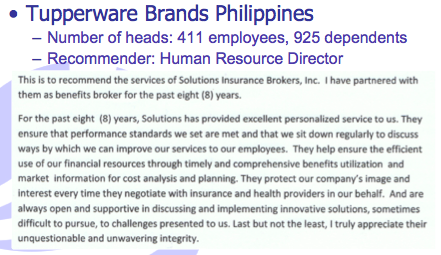 • Tupperware Brands Philippines
– Number of heads: 411 employees, 925 dependents
– Recommender: Human Resource Director
This is to recommend the services of Solutions Insurance Brokers, Inc. I have partnered with
them as benefits broker for the past eight (8) years.
For the past eight (8) years, Solutions has provided excellent personalized service to us. They
ensure that performance standards we set are met and that we sit down regularly to discuss
ways by which we can improve our services to our employees. They help ensure the efficient
use of our financial resources through timely and comprehensive benefits utilization and
market information for cost analysis and planning. They protect our company's image and
interest every time they negotiate with insurance and health providers in our behalf. And are
always open and supportive in discussing and implementing innovative solutions, sometimes
difficult to pursue, to challenges presented to us. Last but not the least, I truly appreciate their
unquestionable and unwavering integrity.